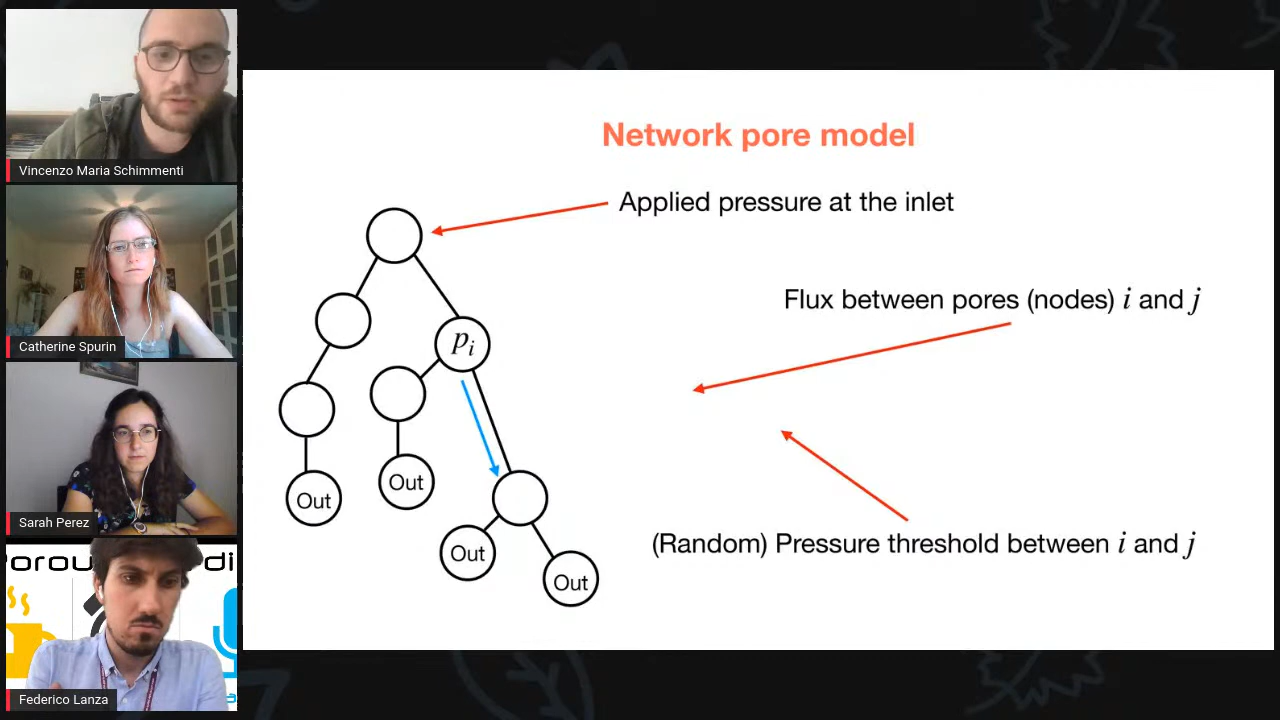 Vincenzo Maria Schimmenti
Catherine Spurin
Sarah Perez
Federico Lanza
Network pore model
Applied pressure at the inlet
Flux between pores (nodes) i and j
p_i
Out
Out
Out
Out
(Random) Pressure threshold between i and j